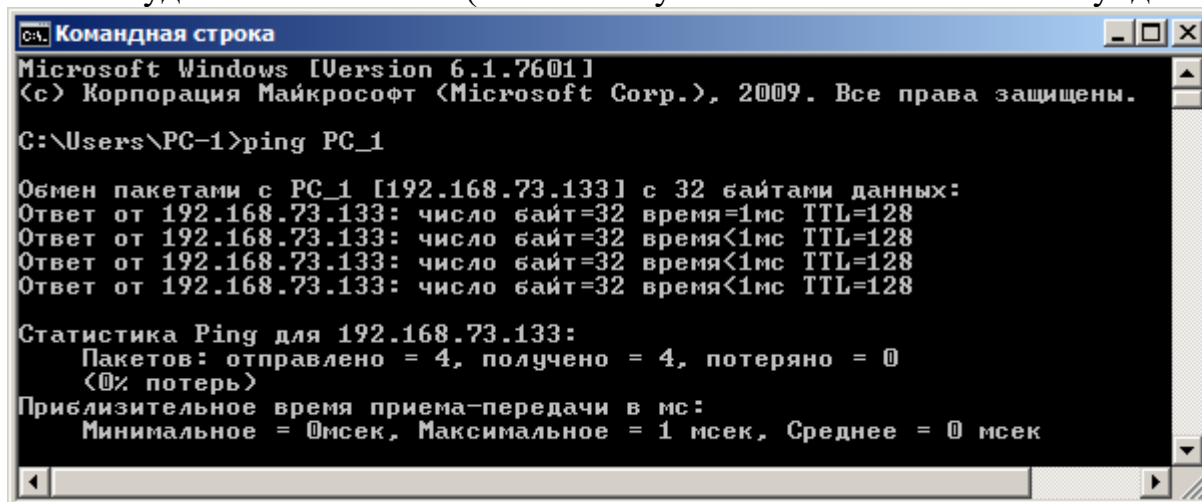 Командная строка
Microsoft Windows [Version 6.1.7601]
(c) Корпорация Майкрософт (Microsoft Corp.), 2009. Все права защищены.
C:\Users\PC-1>ping PC_1
Обмен пакетами с PC_1 [192.168.73.133] с 32 байтами данных:
Ответ от 192.168.73.133: число байт=32 время=1мс TTL=128
Ответ от 192.168.73.133: число байт=32 время<1мс TTL=128
Ответ от 192.168.73.133: число байт=32 время<1мс TTL=128
Ответ от 192.168.73.133: число байт=32 время<1мс TTL=128
Статистика Ping для 192.168.73.133:
Пакетов: отправлено = 4, получено = 4, потеряно = 0
(0% потерь)
Приблизительное время приема-передачи в мс:
Минимальное = 0мсек, Максимальное = 1 мсек, Среднее = 0 мсек